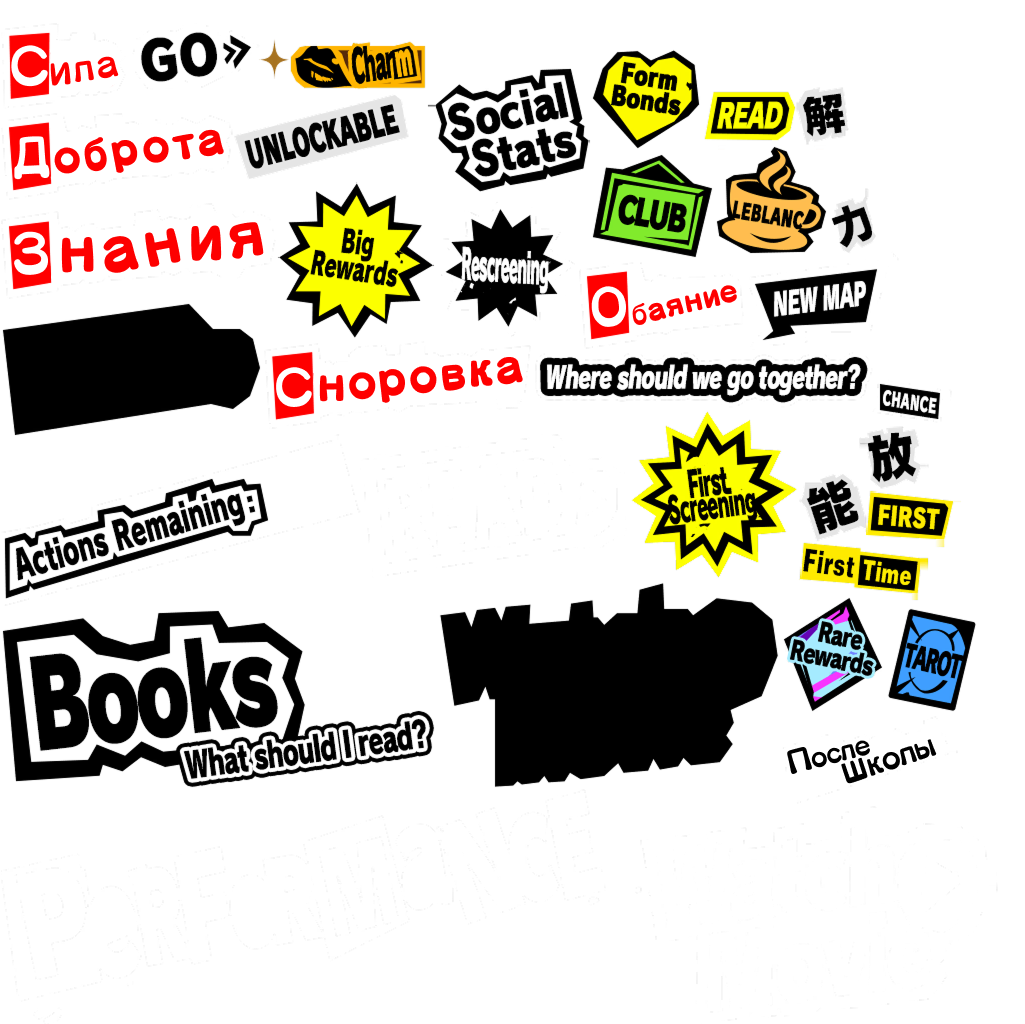 Сила
GO»
Charm
Form
Bonds
READ
解
Social
Stats
UNLOCKABLE
Доброта
CLUB
LEBLANC
力
Знания
Big
Rewards
Rescreening
Обаяние
NEW MAP
Сноровка
Where should we go together?
CHANCE
放
First
Screening
能
FIRST
Actions Remaining:
First Time
Rare
Rewards
TAROT
Books
What should I read?
После
Школы
PERFORMANCE